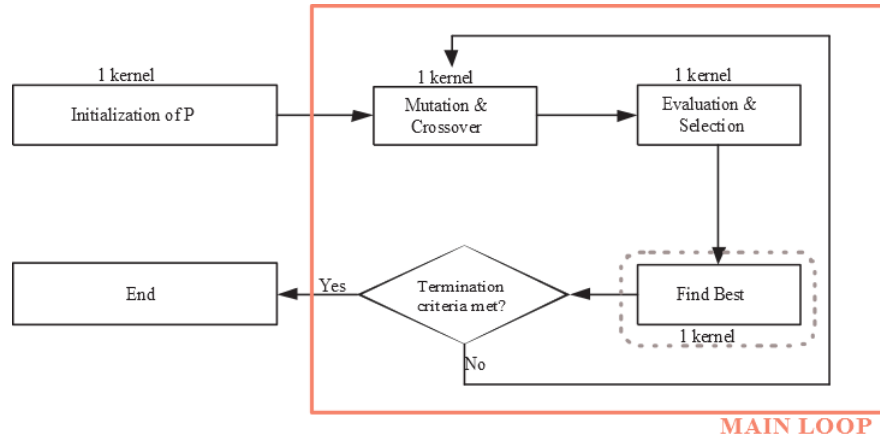 1 kernel
Initialization of P
1 kernel
Mutation &
Crossover
1 kernel
Evaluation &
Selection
End
Yes
Termination
criteria met?
Find Best
1 kernel
No
MAIN LOOP